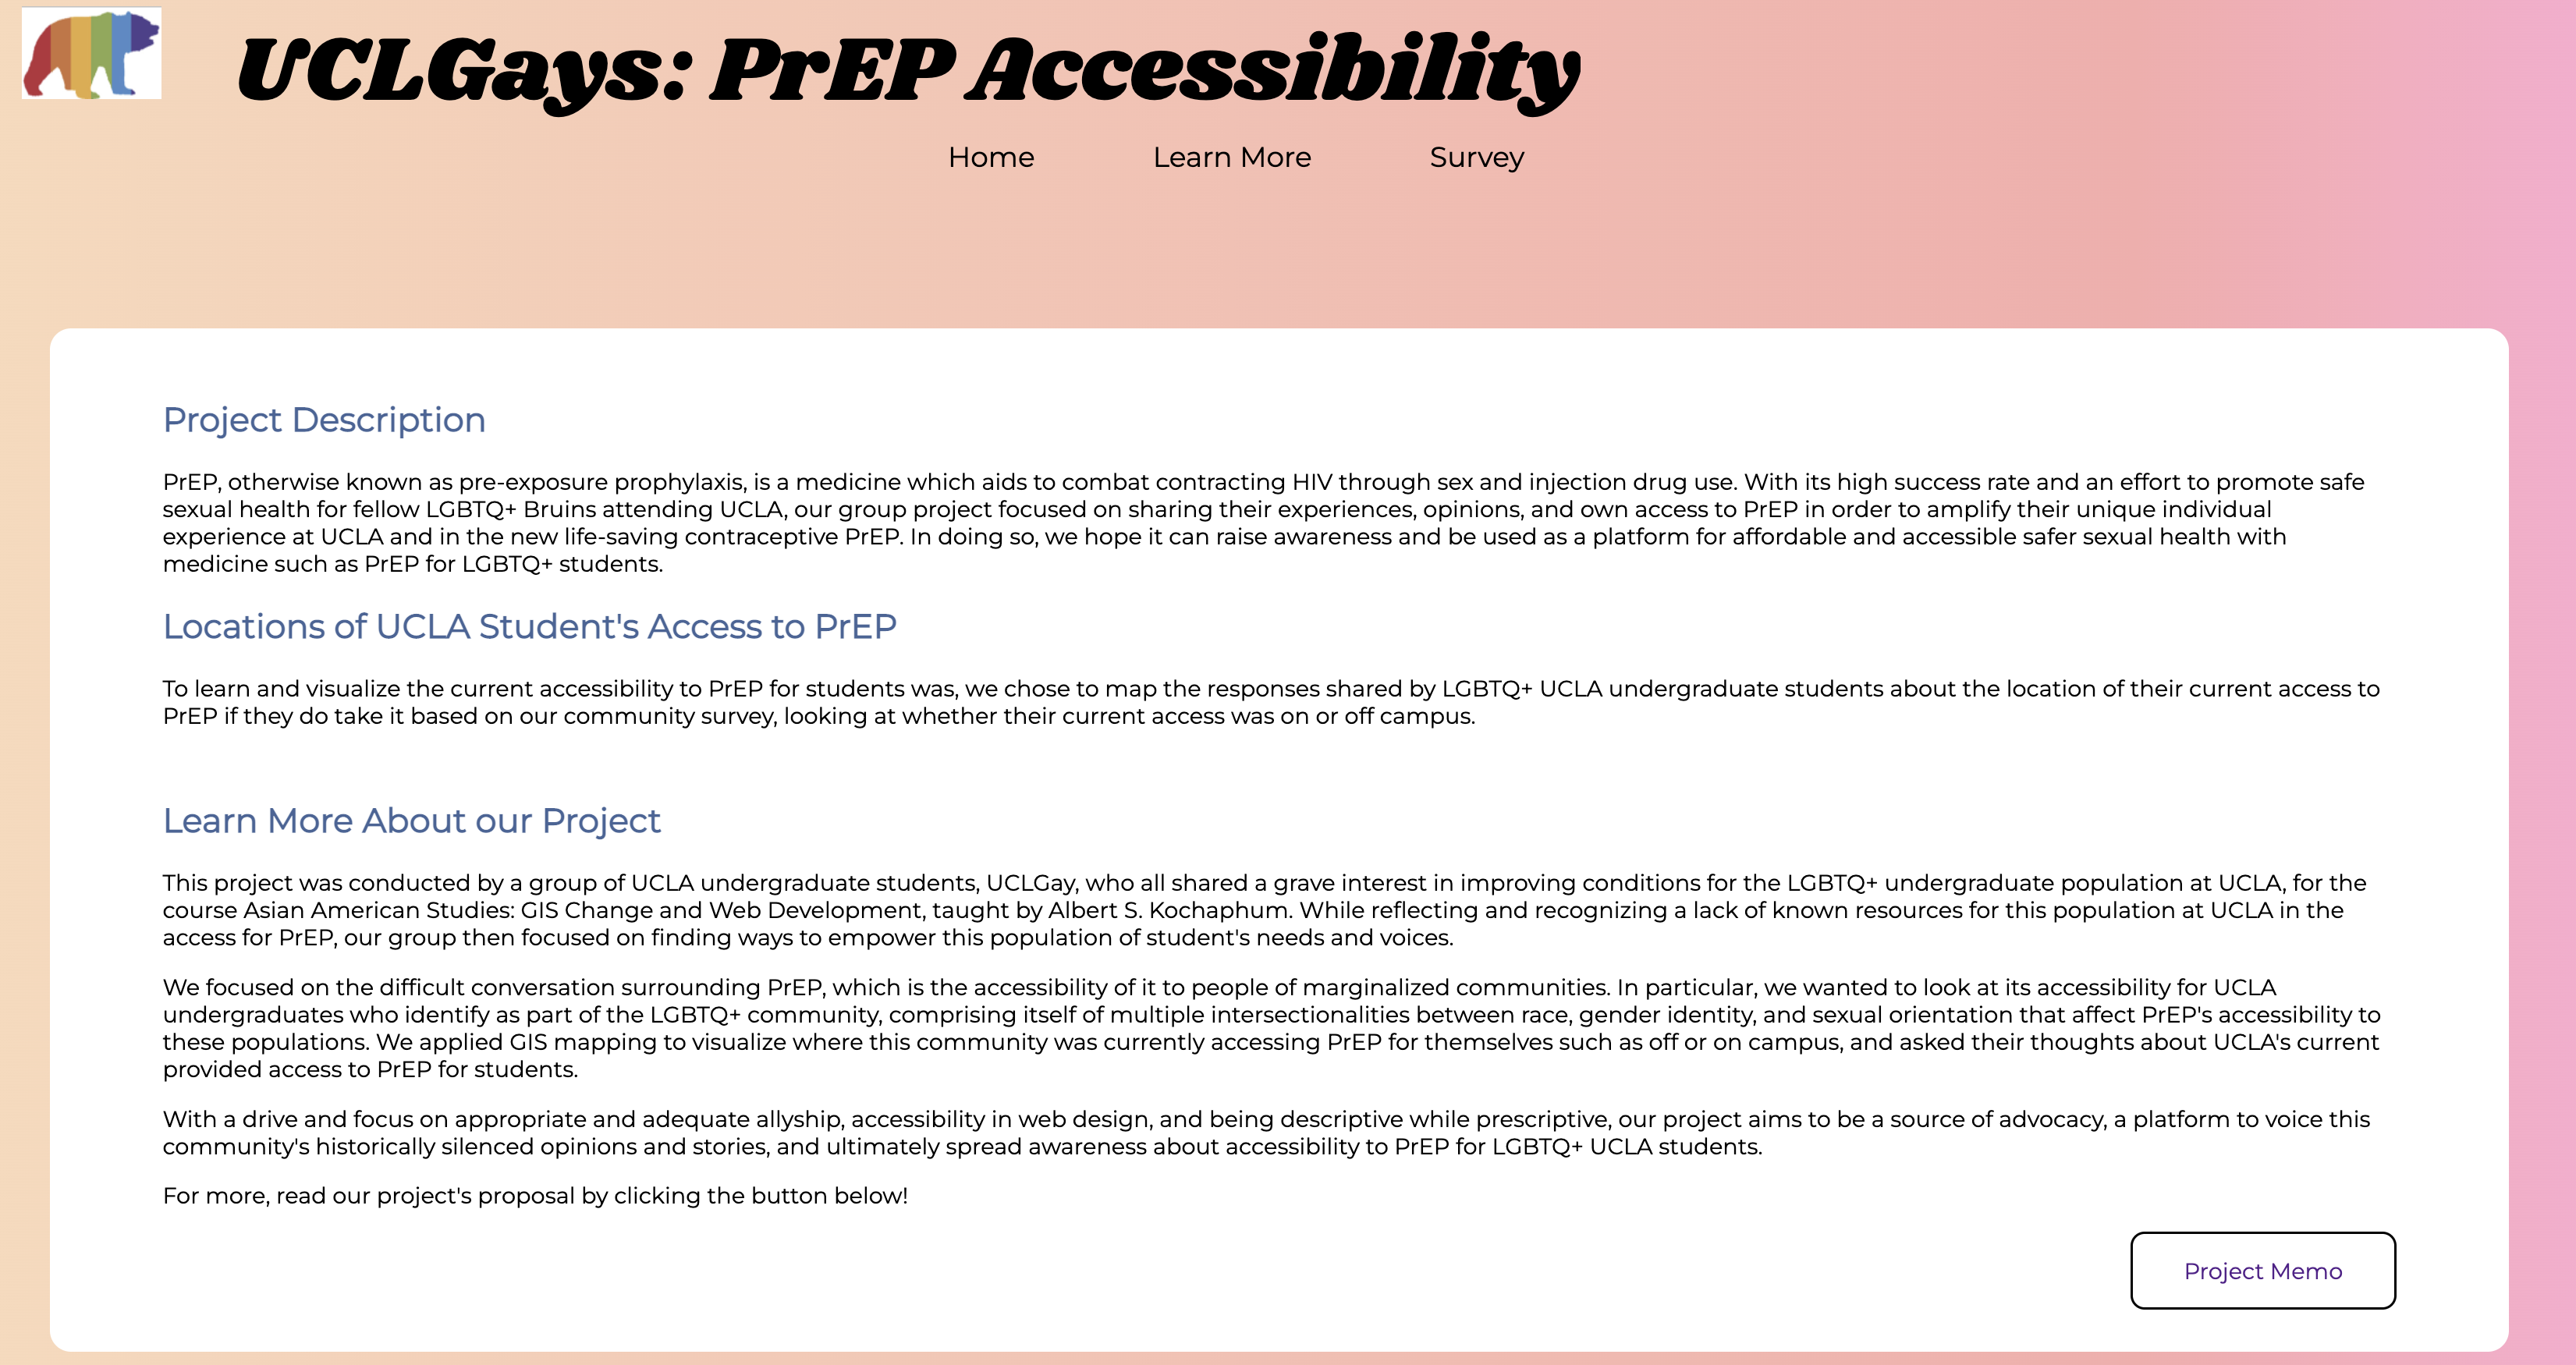 UCLGays: PrEP Accessibility
Home
Learn More
Survey
Project Description
PrEP, otherwise known as pre-exposure prophylaxis, is a medicine which aids to combat contracting HIV through sex and injection drug use. With its high success rate and an effort to promote safe
sexual health for fellow LGBTQ+ Bruins attending UCLA, our group project focused on sharing their experiences, opinions, and own access to PrEP in order to amplify their unique individual
experience at UCLA and in the new life-saving contraceptive PrEP. In doing so, we hope it can raise awareness and be used as a platform for affordable and accessible safer sexual health with
medicine such as PrEP for LGBTQ+ students.
Locations of UCLA Student's Access to PrEP
To learn and visualize the current accessibility to PrEP for students was, we chose to map the responses shared by LGBTQ+ UCLA undergraduate students about the location of their current access to
PrEP if they do take it based on our community survey, looking at whether their current access was on or off campus.
Learn More About our Project
This project was conducted by a group of UCLA undergraduate students, UCLGay, who all shared a grave interest in improving conditions for the LGBTQ+ undergraduate population at UCLA, for the
course Asian American Studies: GIS Change and Web Development, taught by Albert S. Kochaphum. While reflecting and recognizing a lack of known resources for this population at UCLA in the
access for PrEP, our group then focused on finding ways to empower this population of student's needs and voices.
We focused on the difficult conversation surrounding PrEP, which is the accessibility of it to people of marginalized communities. In particular, we wanted to look at its accessibility for UCLA
undergraduates who identify as part of the LGBTQ+ community, comprising itself of multiple intersectionalities between race, gender identity, and sexual orientation that affect PrEP's accessibility to
these populations. We applied GIS mapping to visualize where this community was currently accessing PrEP for themselves such as off or on campus, and asked their thoughts about UCLA's current
provided access to PrEP for students.
With a drive and focus on appropriate and adequate allyship, accessibility in web design, and being descriptive while prescriptive, our project aims to be a source of advocacy, a platform to voice this
community's historically silenced opinions and stories, and ultimately spread awareness about accessibility to PrEP for LGBTQ+ UCLA students.
For more, read our project's proposal by clicking the button below!
Project Memo